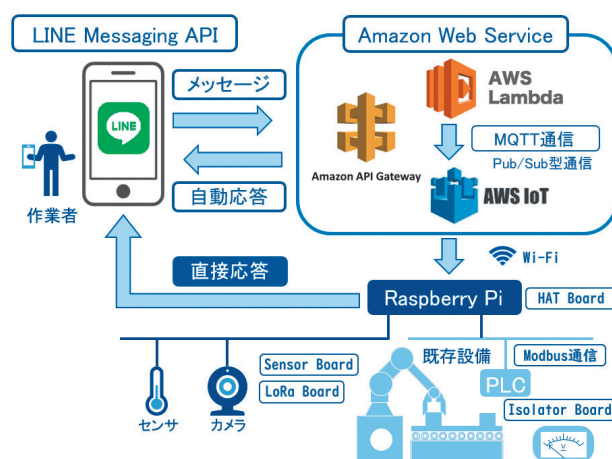 LINE Messaging API
Amazon Web Service
メッセージ
LINE
自動応答
作業者
Amazon API Gateway
AWS
Lambda
MQTT通信
Pub/Sub型通信
AWS IoT
直接応答
Wi-Fi
Raspberry Pi
HAT Board
Sensor Board
LoRa Board
センサ
カメラ
既存設備
Modbus通信
PLC
Isolator Board
V